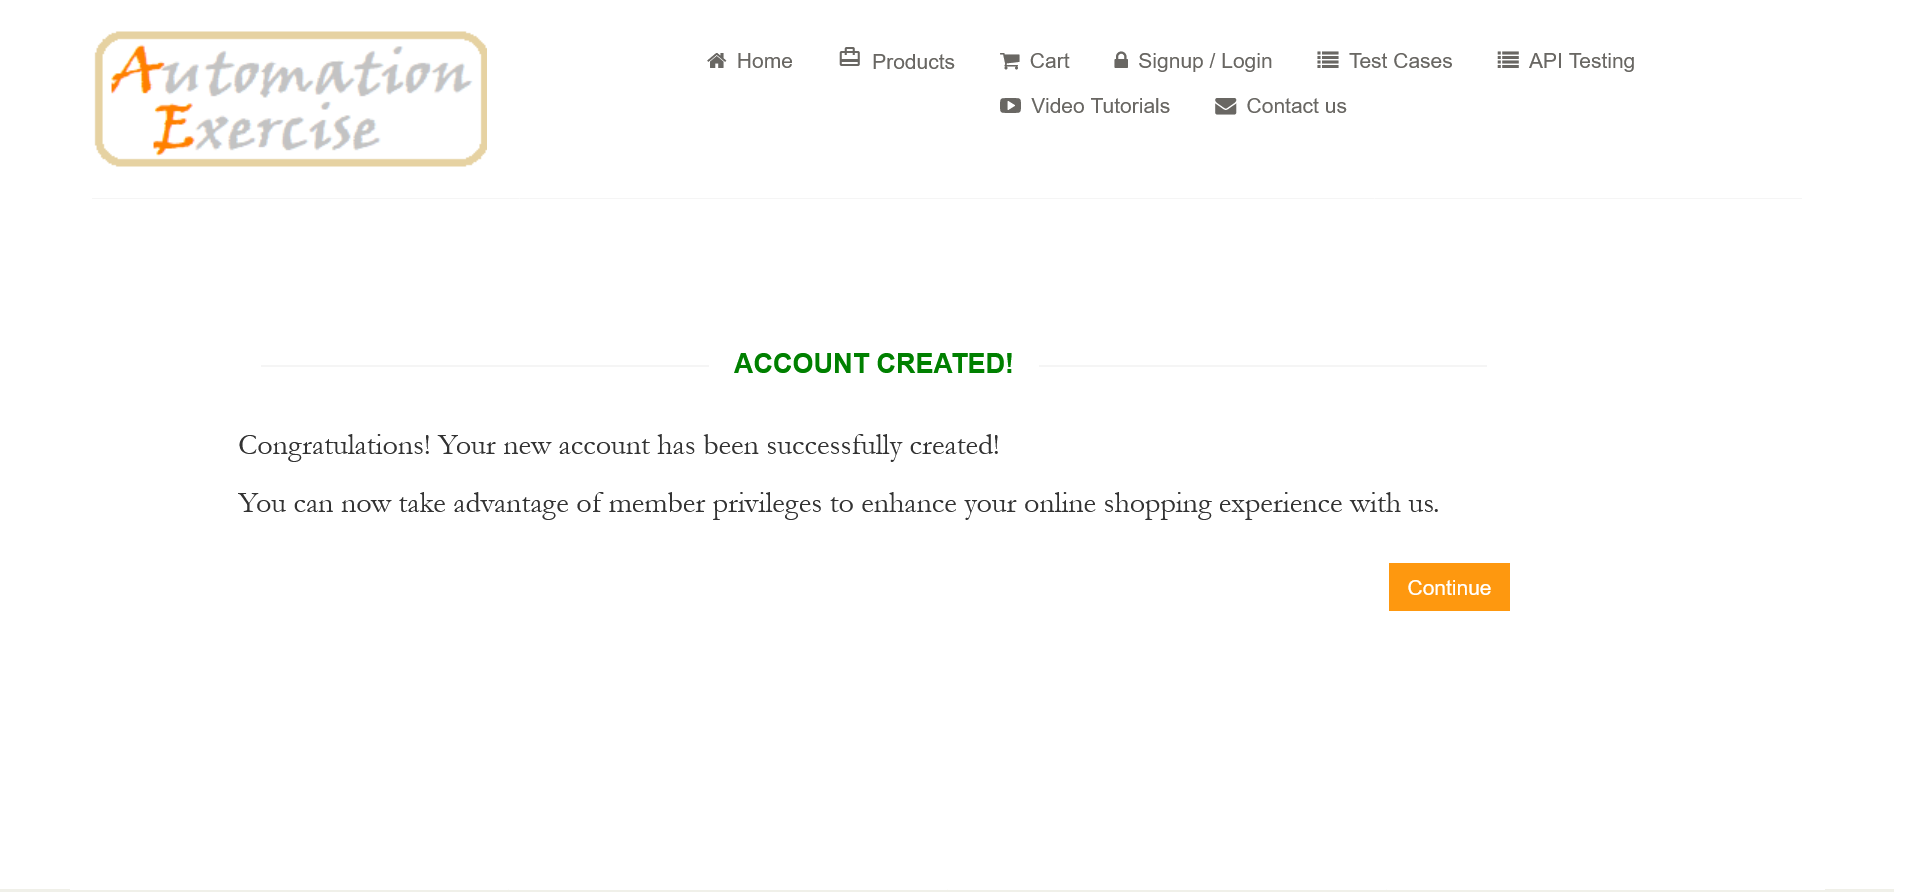 Automation
Exercise
Home Products Cart Signup / Login Test Cases API Testing
Video Tutorials Contact us
ACCOUNT CREATED!
Congratulations! Your new account has been successfully created!
You can now take advantage of member privileges to enhance your online shopping experience with us.
Continue